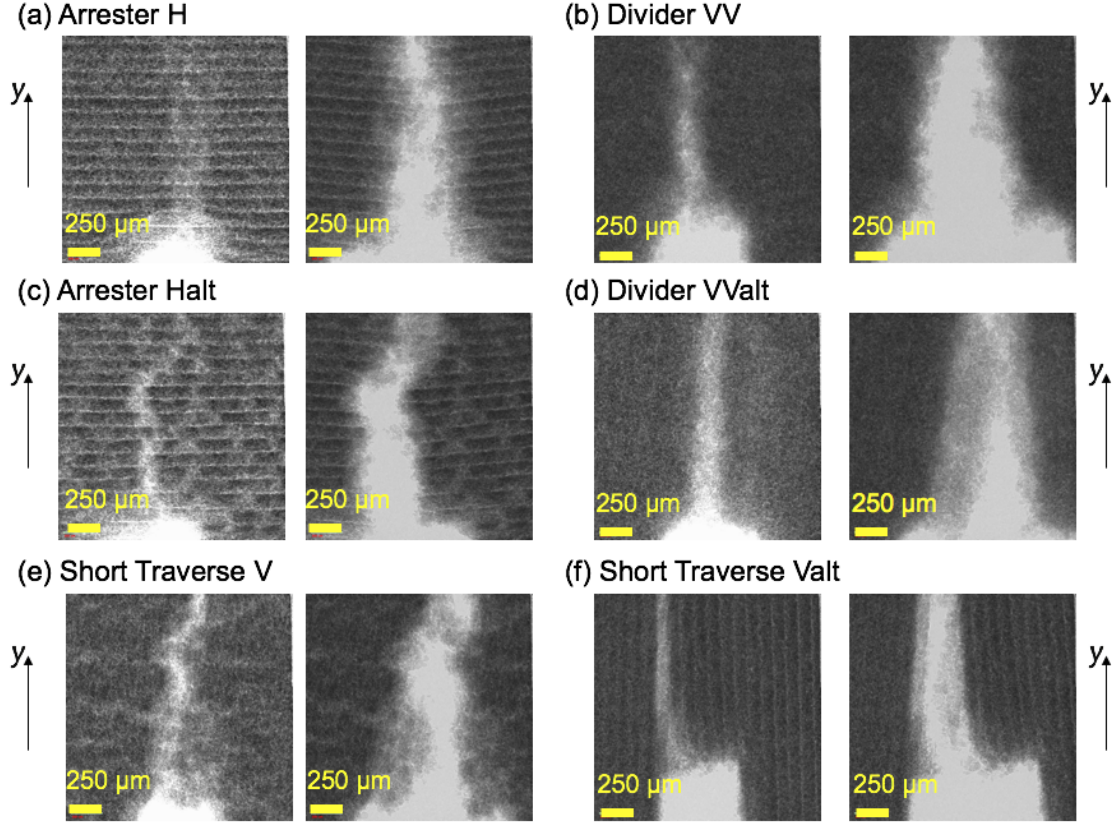 (a) Arrester H
(b) Divider VV
y
250 µm
250 µm
250 µm
250 µm
y
(c) Arrester Halt
(d) Divider VValt
y
250 µm
250 µm
250 µm
250 µm
y
(e) Short Traverse V
(f) Short Traverse Valt
y
250 µm
250 µm
250 µm
250 µm
y